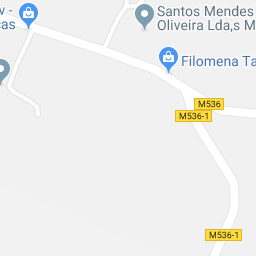 v -
as
Santos Mendes
Oliveira Lda,s M
Filomena Ta
M536
M536-1
M536-1